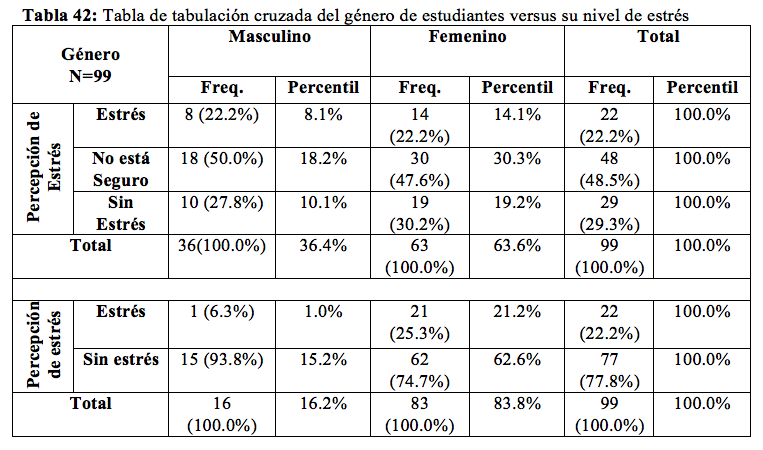 Tabla 42: Tabla de tabulación cruzada del género de estudiantes versus su nivel de estrés
Género
N=99
Masculino
Femenino
Total
Freq.
Percentil
Freq.
Percentil
Freq.
Percentil
Percepción de
Estrés
Estrés
8 (22.2%)
8.1%
14
(22.2%)
14.1%
22
(22.2%)
100.0%
No está
Seguro
18 (50.0%)
18.2%
30
(47.6%)
30.3%
48
(48.5%)
100.0%
Sin
Estrés
10 (27.8%)
10.1%
19
(30.2%)
19.2%
29
(29.3%)
100.0%
Total
36(100.0%)
36.4%
63
(100.0%)
63.6%
99
(100.0%)
100.0%
Percepción
de estrés
Estrés
1 (6.3%)
1.0%
21
(25.3%)
21.2%
22
(22.2%)
100.0%
Sin estrés
15 (93.8%)
15.2%
62
(74.7%)
62.6%
77
(77.8%)
100.0%
Total
16
(100.0%)
16.2%
83
(100.0%)
83.8%
99
(100.0%)
100.0%